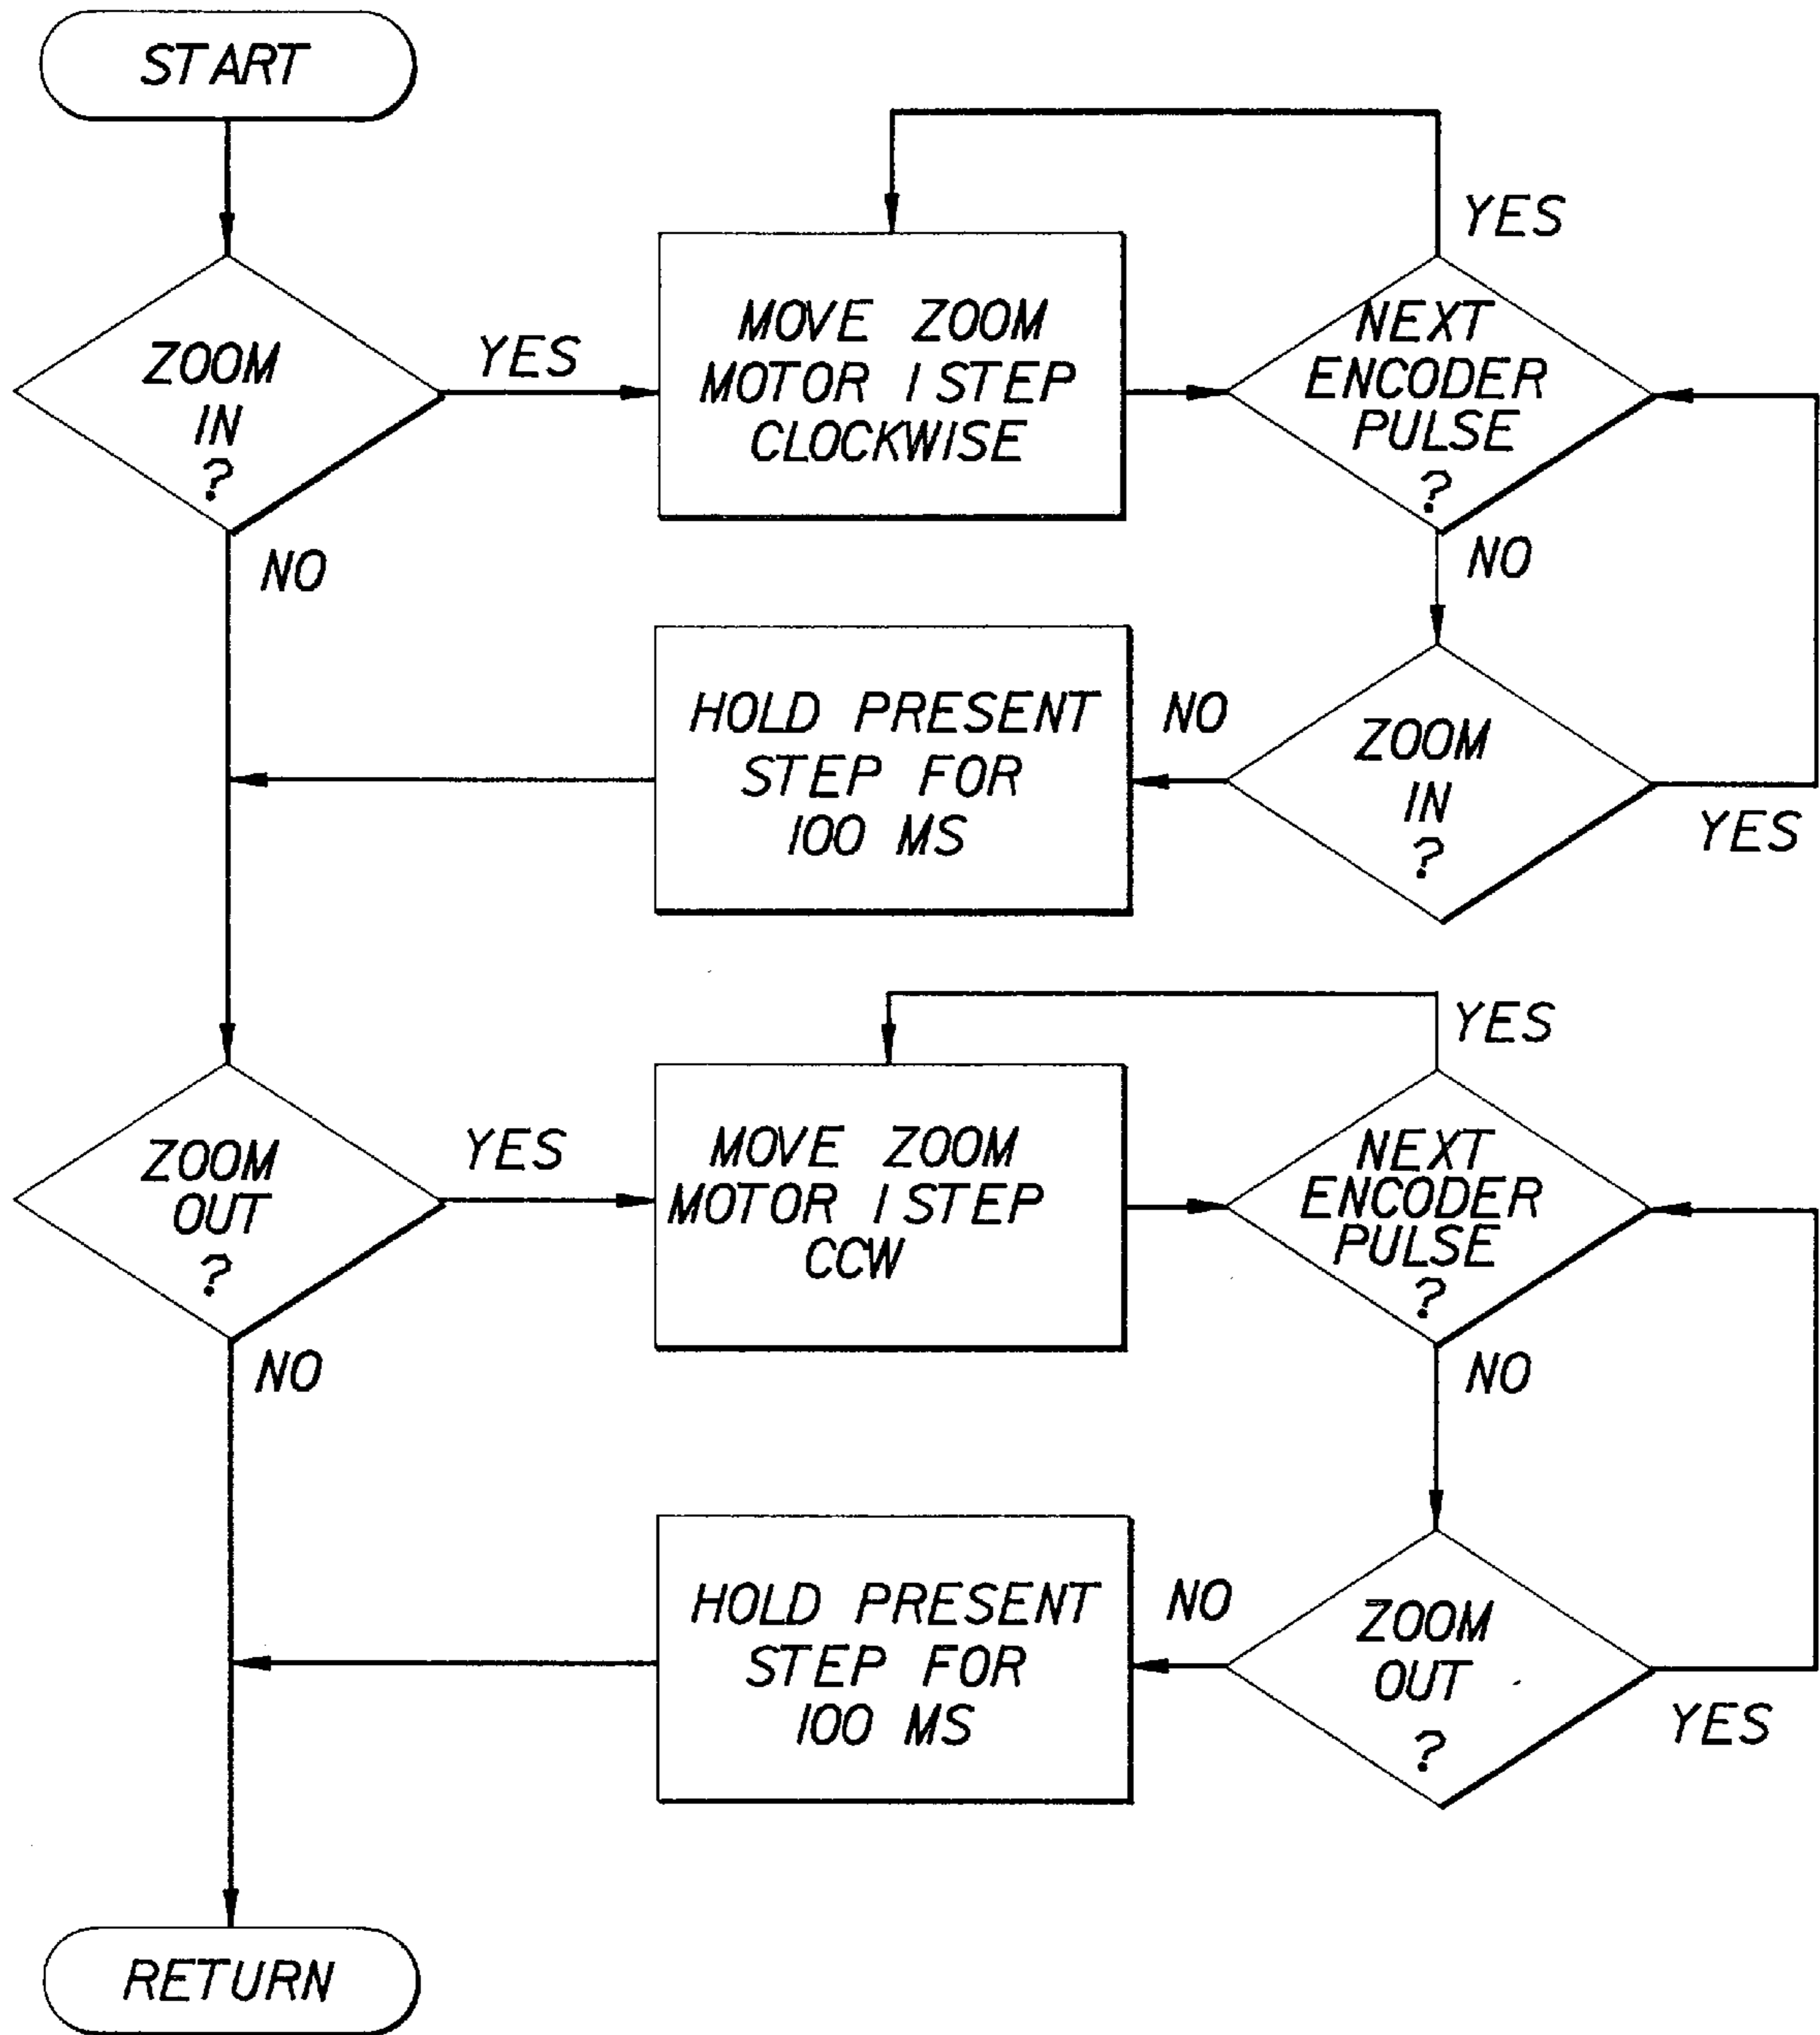 START
YES
ZOOM
IN
?
YES
MOVE ZOOM
MOTOR 1 STEP
CLOCKWISE
NEXT
ENCODER
PULSE
?
NO
NO
HOLD PRESENT
STEP FOR
100 MS
NO
ZOOM
IN
?
YES
YES
ZOOM
OUT
?
YES
MOVE ZOOM
MOTOR 1 STEP
CCW
NEXT
ENCODER
PULSE
?
NO
NO
HOLD PRESENT
STEP FOR
100 MS
NO
ZOOM
OUT
?
YES
RETURN